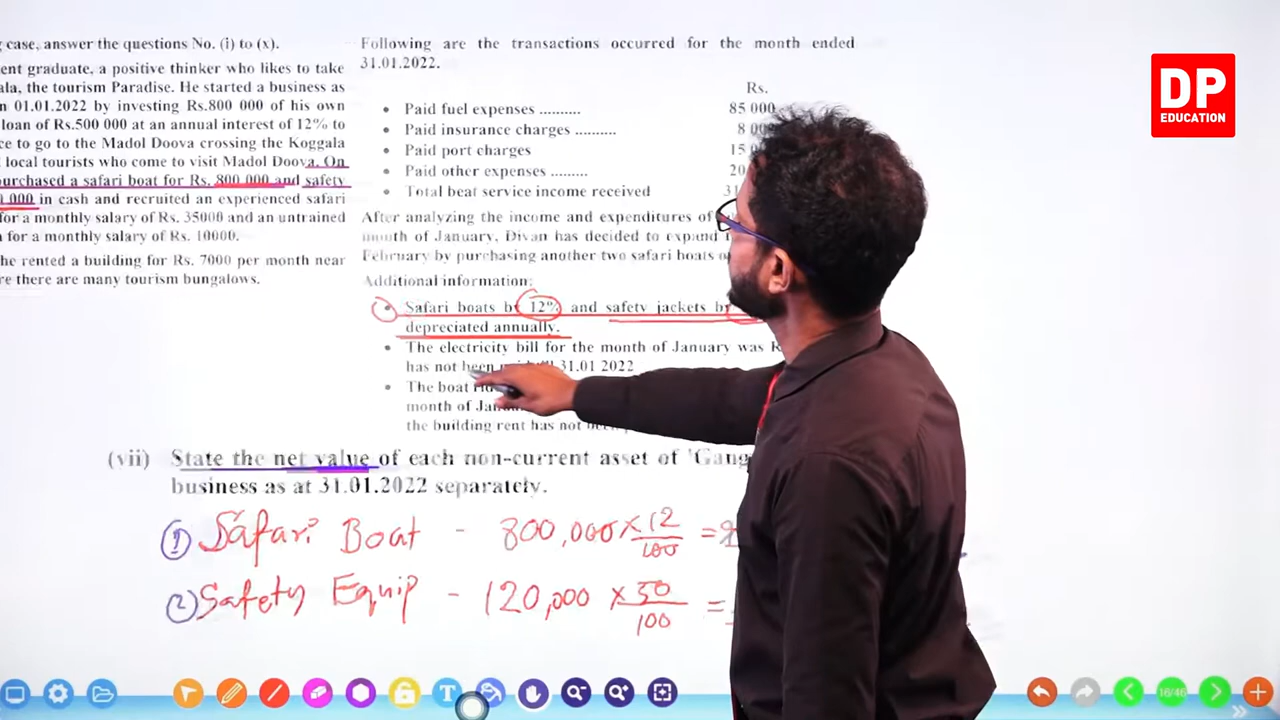 g case, answer the questions No. (i) to (x).
ent graduate, a positive thinker who likes to take
ala, the tourism Paradise. He started a business as
n 01.01.2022 by investing Rs.800 000 of his own
loan of Rs.500 000 at an annual interest of 12% to
ce to go to the Madol Doova crossing the Koggala
l local tourists who come to visit Madol Doova. On
urchased a safari boat for Rs. 800 000 and safety
0 000 in cash and recruited an experienced safari
for a monthly salary of Rs. 35000 and an untrained
n for a monthly salary of Rs. 10000.
he rented a building for Rs. 7000 per month near
re there are many tourism bungalows.
Following are the transactions occurred for the month ended
31.01.2022.
Rs.
• Paid fuel expenses .......... 85 000
• Paid insurance charges .......... 8 00
• Paid port charges 15
• Paid other expenses ......... 20
• Total beat service income received 31
After analyzing the income and expenditures of
month of January, Divan has decided to expand
February by purchasing another two safari boats
Additional information:
• Safari boats by 12% and safety jackets by
depreciated annually.
• The electricity bill for the month of January was R
has not been 31.01 2022
• The boat
month of Jan
the building rent has not been
(vii) State the net value of each non-current asset of 'Gang
business as at 31.01.2022 separately.
① Safari Boat - 800,000 × 12/100 =
② Safety Equip - 120,000 × 50/100 =
DP
EDUCATION
T
16/46